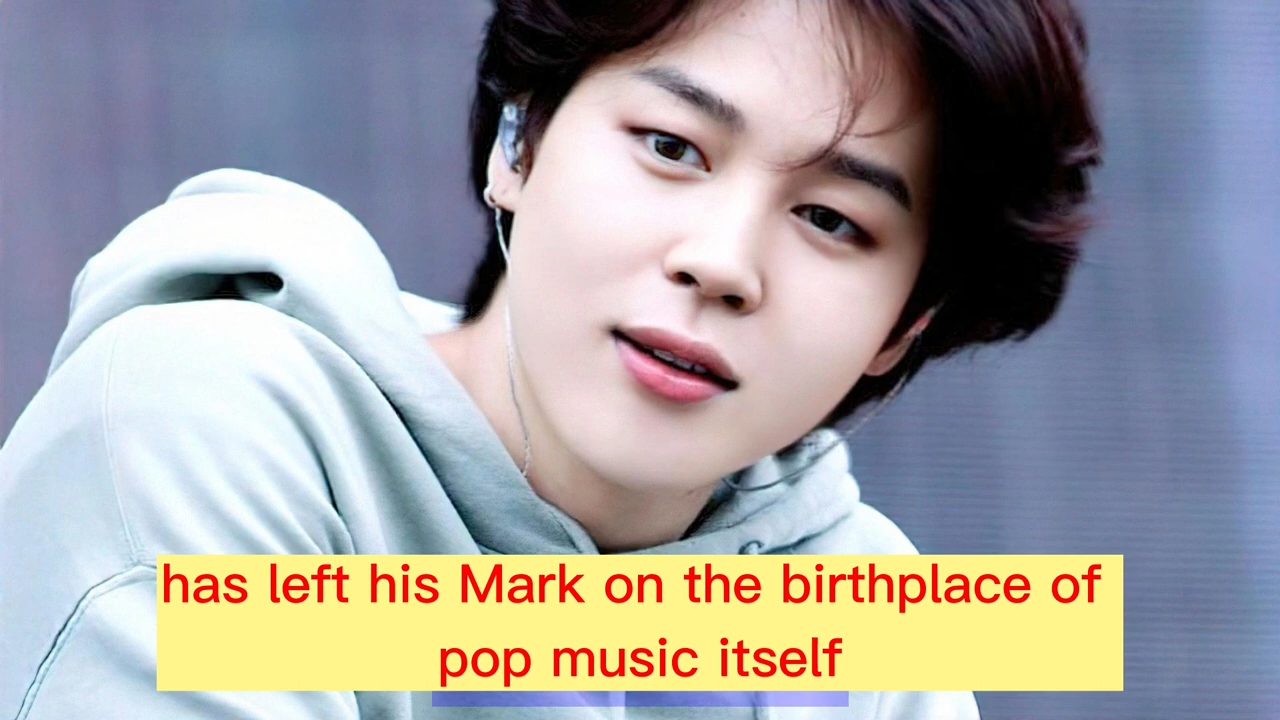 has left his Mark on the birthplace of
pop music itself